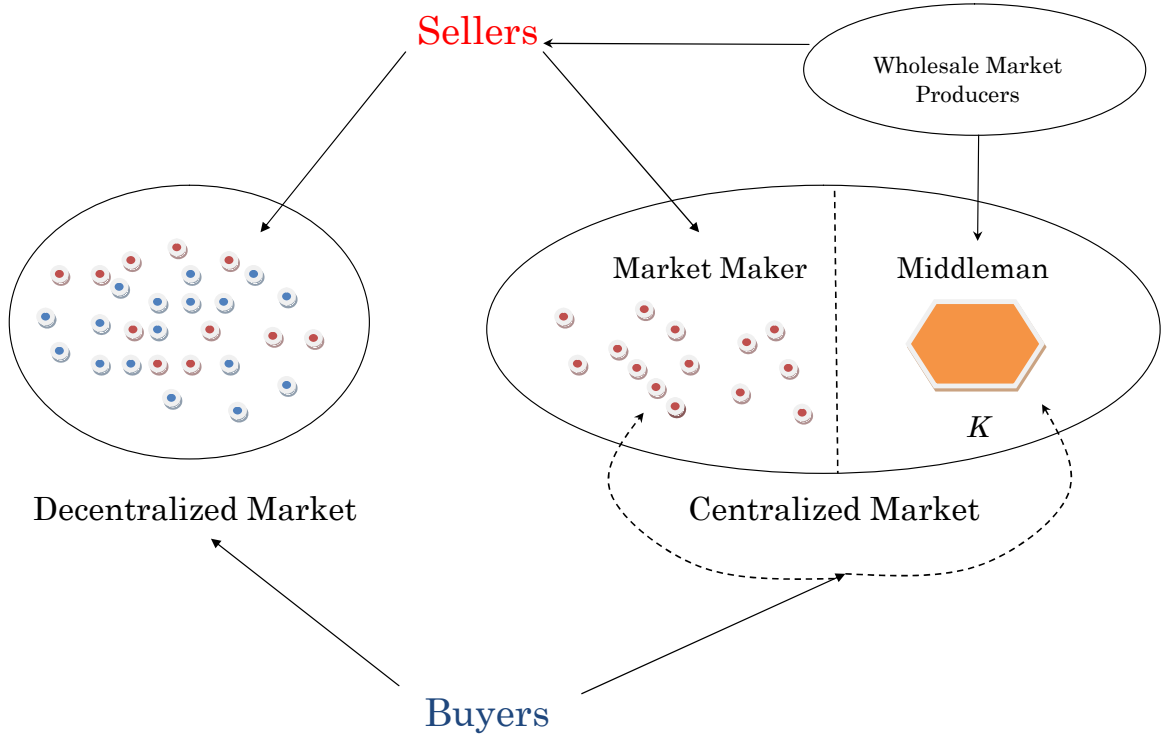 Sellers
Wholesale Market
Producers
Market Maker
Middleman
K
Decentralized Market
Centralized Market
Buyers